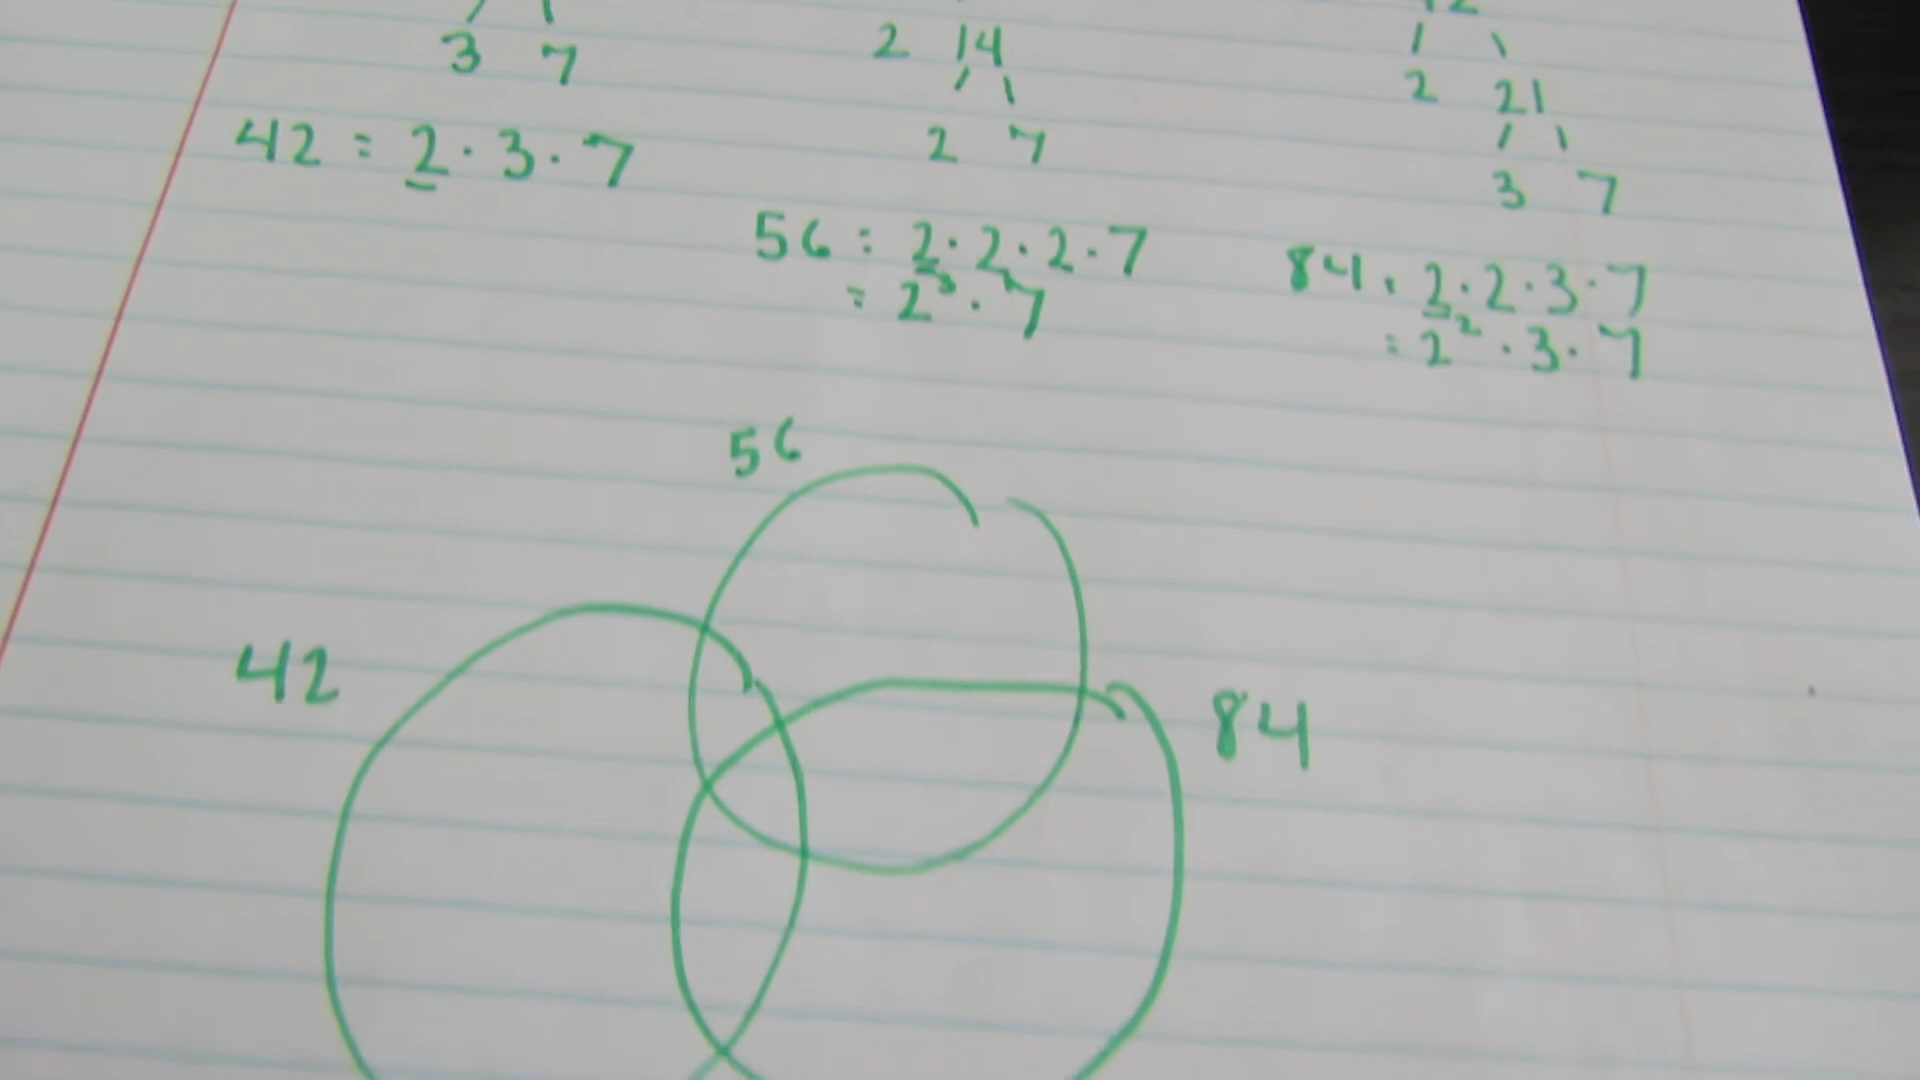 12
3 7
2 14
2 21
2 7
3 7
42 = 2 · 3 · 7
56 = 2 · 2 · 2 · 7
= 2³ · 7
84 = 2 · 2 · 3 · 7
= 2² · 3 · 7
56
42
84